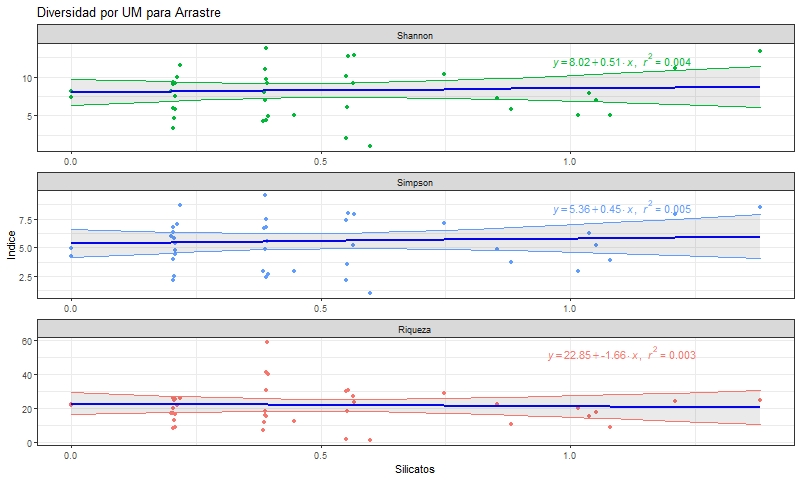 Diversidad por UM para Arrastre
Shannon
y = 8.02 + 0.51 · x,  r² = 0.004
10
5
0.0
0.5
1.0
Simpson
y = 5.36 + 0.45 · x,  r² = 0.005
7.5
5.0
2.5
Indice
0.0
0.5
1.0
Riqueza
y = 22.85 + -1.66 · x,  r² = 0.003
60
40
20
0
0.0
0.5
1.0
Silicatos